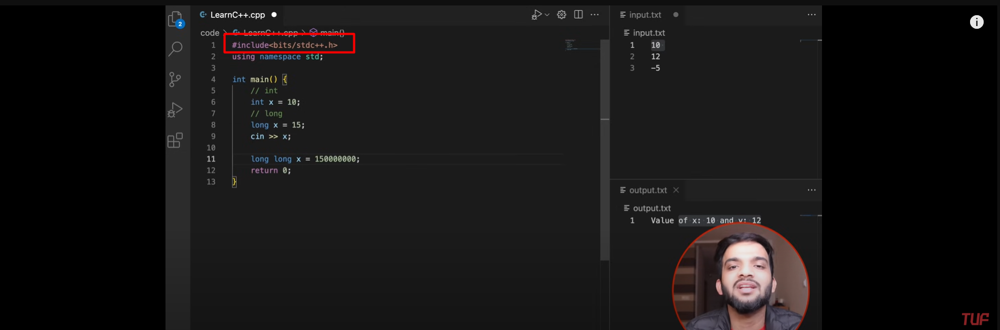 LearnC++.cpp
code > LearnC++.cpp > main()
1 #include<bits/stdc++.h>
2 using namespace std;
3
4 int main() {
5 // int
6 int x = 10;
7 // long
8 long x = 15;
9 cin >> x;
10
11 long long x = 150000000;
12 return 0;
13 }
2
input.txt
input.txt
1 10
2 12
3 -5
output.txt
output.txt
1 Value of x: 10 and y: 12
i
TUF